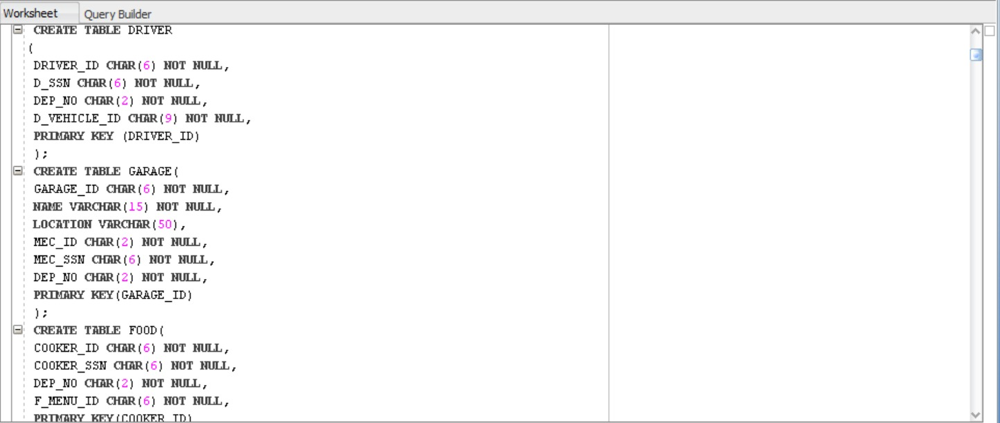 Worksheet Query Builder
CREATE TABLE DRIVER
(
DRIVER_ID CHAR(6) NOT NULL,
D_SSN CHAR(6) NOT NULL,
DEP_NO CHAR(2) NOT NULL,
D_VEHICLE_ID CHAR(9) NOT NULL,
PRIMARY KEY (DRIVER_ID)
);
CREATE TABLE GARAGE(
GARAGE_ID CHAR(6) NOT NULL,
NAME VARCHAR(15) NOT NULL,
LOCATION VARCHAR(50),
MEC_ID CHAR(2) NOT NULL,
MEC_SSN CHAR(6) NOT NULL,
DEP_NO CHAR(2) NOT NULL,
PRIMARY KEY(GARAGE_ID)
);
CREATE TABLE FOOD(
COOKER_ID CHAR(6) NOT NULL,
COOKER_SSN CHAR(6) NOT NULL,
DEP_NO CHAR(2) NOT NULL,
F_MENU_ID CHAR(6) NOT NULL,
PRIMARY KEY(COOKER_ID)